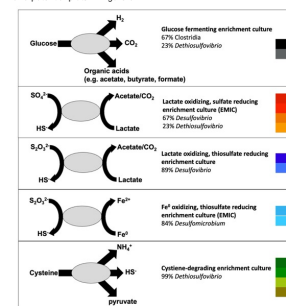 H₂
Glucose
CO₂
Organic acids
(e.g. acetate, butyrate, formate)
Glucose fermenting enrichment culture
67% Clostridia
23% Dethiosulfovibrio
SO₄²⁻
Acetate/CO₂
HS⁻
Lactate
Lactate oxidizing, sulfate reducing
enrichment culture (EMIC)
67% Desulfovibrio
23% Dethiosulfovibrio
S₂O₃²⁻
Acetate/CO₂
HS⁻
Lactate
Lactate oxidizing, thiosulfate reducing
enrichment culture
89% Desulfovibrio
S₂O₃²⁻
Fe²⁺
HS⁻
Fe⁰
Fe⁰ oxidizing, thiosulfate reducing
enrichment culture (EMIC)
84% Desulfomicrobium
NH₄⁺
Cysteine
HS⁻
pyruvate
Cystiene-degrading enrichment culture
99% Dethiosulfovibrio